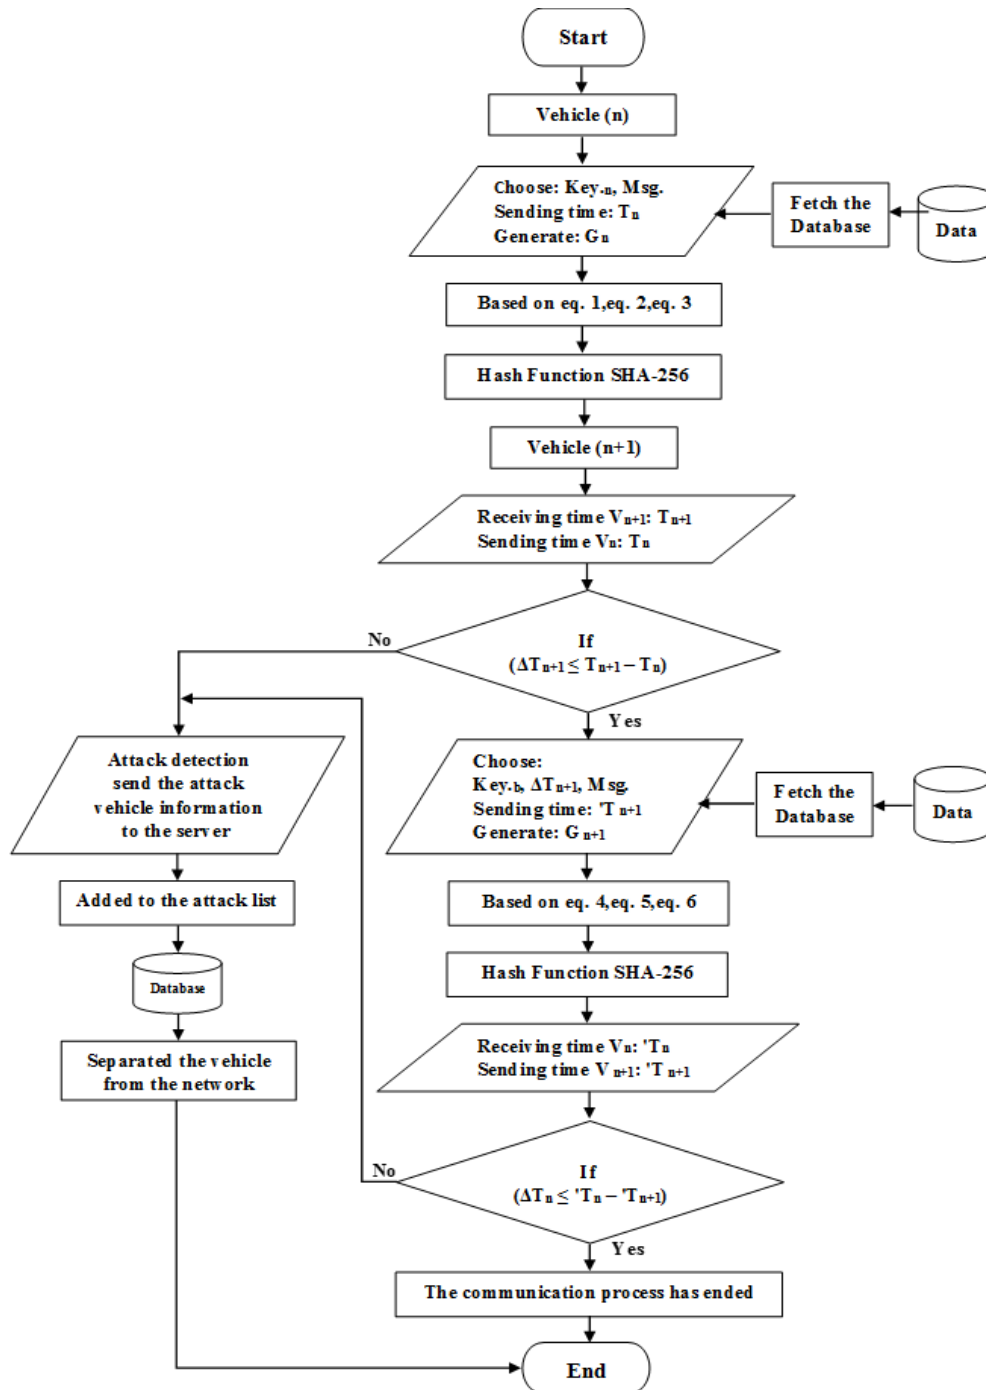 Start
Vehicle (n)
Choose: Key.n, Msg.
Sending time: Tn
Generate: Gn
Fetch the
Database
Data
Based on eq. 1,eq. 2,eq. 3
Hash Function SHA-256
Vehicle (n+1)
Receiving time Vn+1: Tn+1
Sending time Vn: Tn
No
If
(ΔTn+1 ≤ Tn+1 – Tn)
Yes
Attack detection
send the attack
vehicle information
to the server
Choose:
Key.b, ΔTn+1, Msg.
Sending time: 'Tn+1
Generate: Gn+1
Fetch the
Database
Data
Added to the attack list
Based on eq. 4,eq. 5,eq. 6
Database
Hash Function SHA-256
Separated the vehicle
from the network
Receiving time Vn: 'Tn
Sending time Vn+1: 'Tn+1
No
If
(ΔTn ≤ 'Tn – 'Tn+1)
Yes
The communication process has ended
End